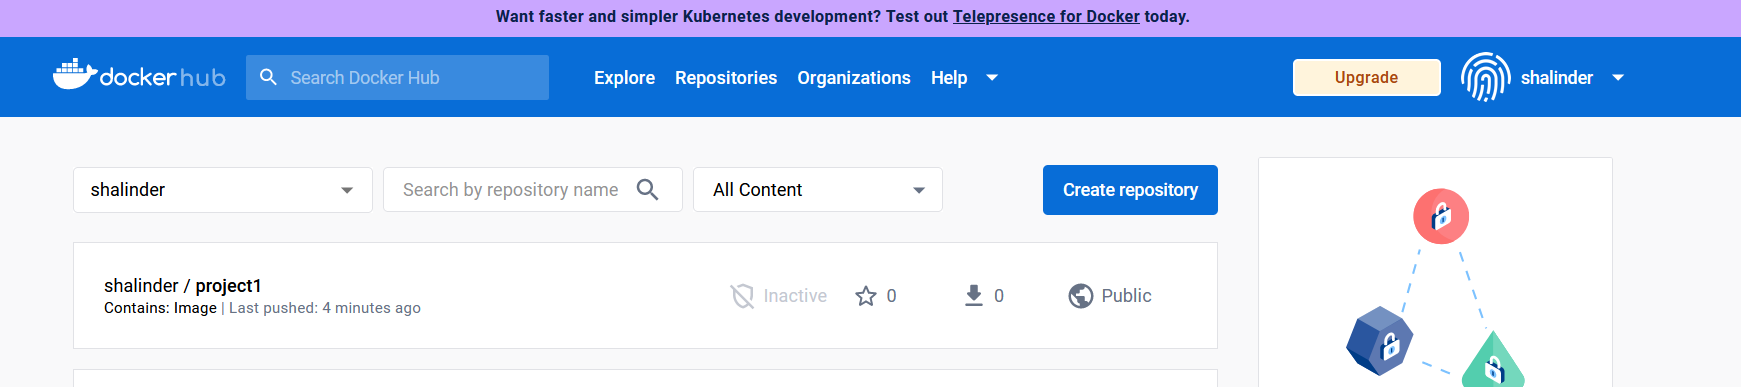 Want faster and simpler Kubernetes development? Test out Telepresence for Docker today.
dockerhub
Search Docker Hub
Explore
Repositories
Organizations
Help
Upgrade
shalinder
shalinder
Search by repository name
All Content
Create repository
shalinder / project1
Contains: Image | Last pushed: 4 minutes ago
Inactive
0
0
Public